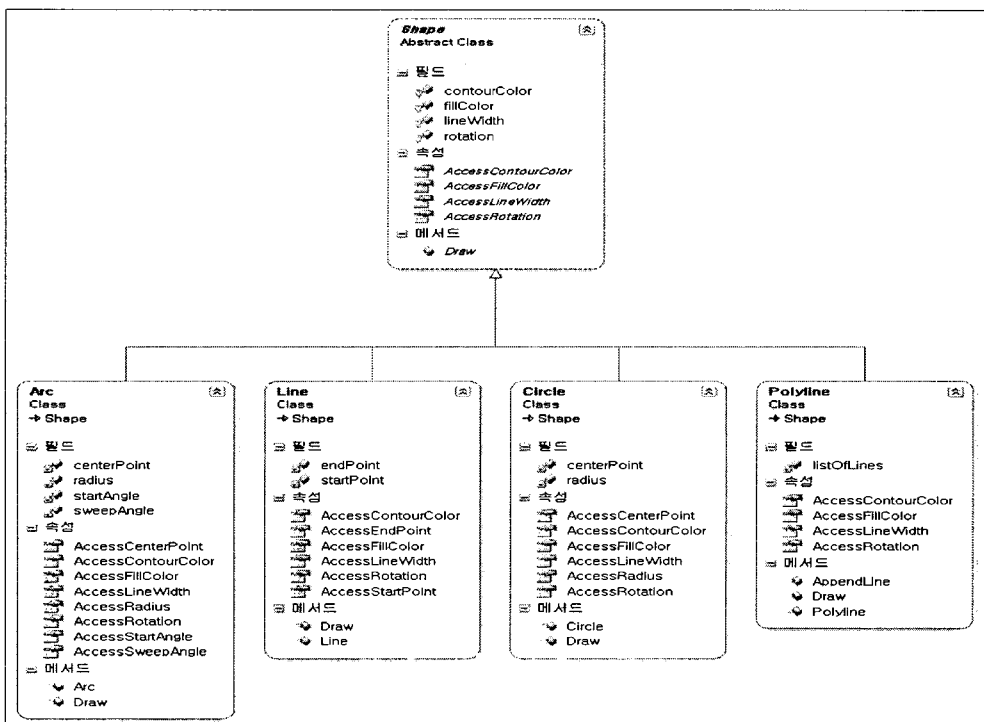 Shape
Abstract Class
필드
contourColor
fillColor
lineWidth
rotation
속성
AccessContourColor
AccessFillColor
AccessLineWidth
AccessRotation
메서드
Draw
Arc
Class
→ Shape
필드
centerPoint
radius
startAngle
sweepAngle
속성
AccessCenterPoint
AccessContourColor
AccessFillColor
AccessLineWidth
AccessRadius
AccessRotation
AccessStartAngle
AccessSweepAngle
메서드
Arc
Draw
Line
Class
→ Shape
필드
endPoint
startPoint
속성
AccessContourColor
AccessEndPoint
AccessFillColor
AccessLineWidth
AccessRotation
AccessStartPoint
메서드
Draw
Line
Circle
Class
→ Shape
필드
centerPoint
radius
속성
AccessCenterPoint
AccessContourColor
AccessFillColor
AccessLineWidth
AccessRadius
AccessRotation
메서드
Circle
Draw
Polyline
Class
→ Shape
필드
listOfLines
속성
AccessContourColor
AccessFillColor
AccessLineWidth
AccessRotation
메서드
AppendLine
Draw
Polyline